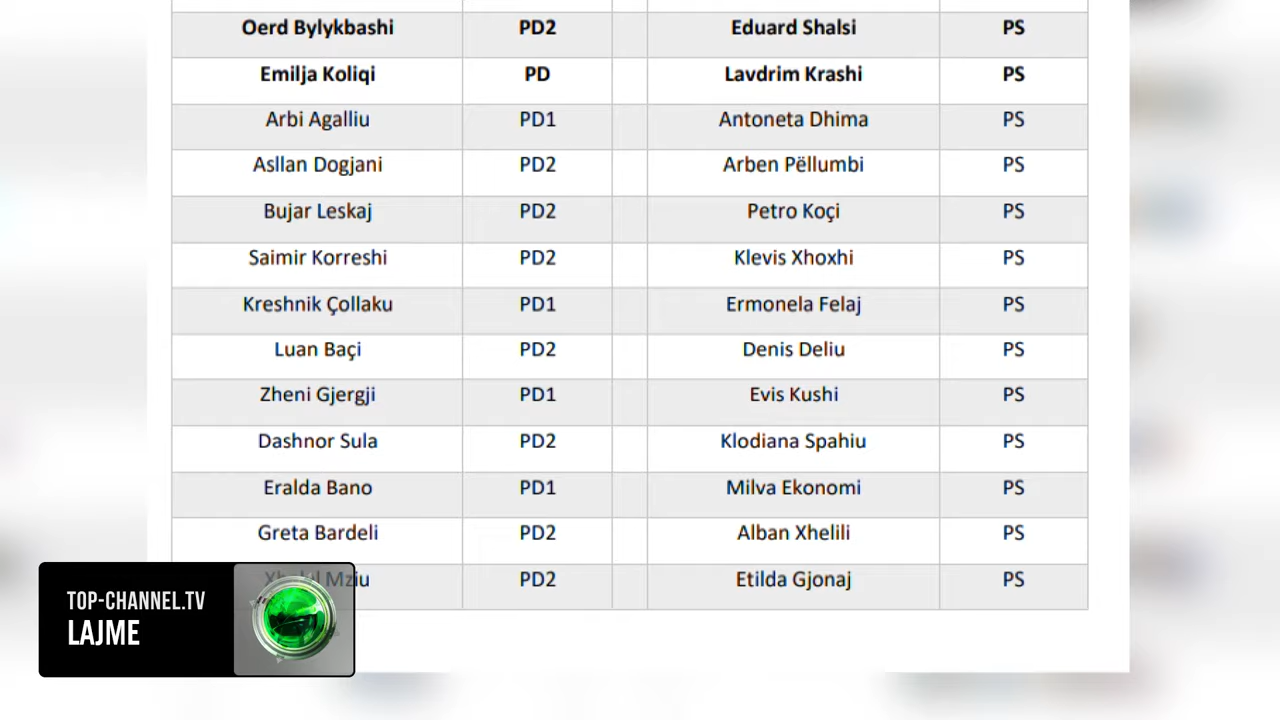 Oerd Bylykbashi PD2 Eduard Shalsi PS
Emilja Koliqi PD Lavdrim Krashi PS
Arbi Agalliu PD1 Antoneta Dhima PS
Asllan Dogjani PD2 Arben Pëllumbi PS
Bujar Leskaj PD2 Petro Koçi PS
Saimir Korreshi PD2 Klevis Xhoxhi PS
Kreshnik Çollaku PD1 Ermonela Felaj PS
Luan Baçi PD2 Denis Deliu PS
Zheni Gjergji PD1 Evis Kushi PS
Dashnor Sula PD2 Klodiana Spahiu PS
Eralda Bano PD1 Milva Ekonomi PS
Greta Bardeli PD2 Alban Xhelili PS
Mziu PD2 Etilda Gjonaj PS
TOP-CHANNEL.TV
LAJME